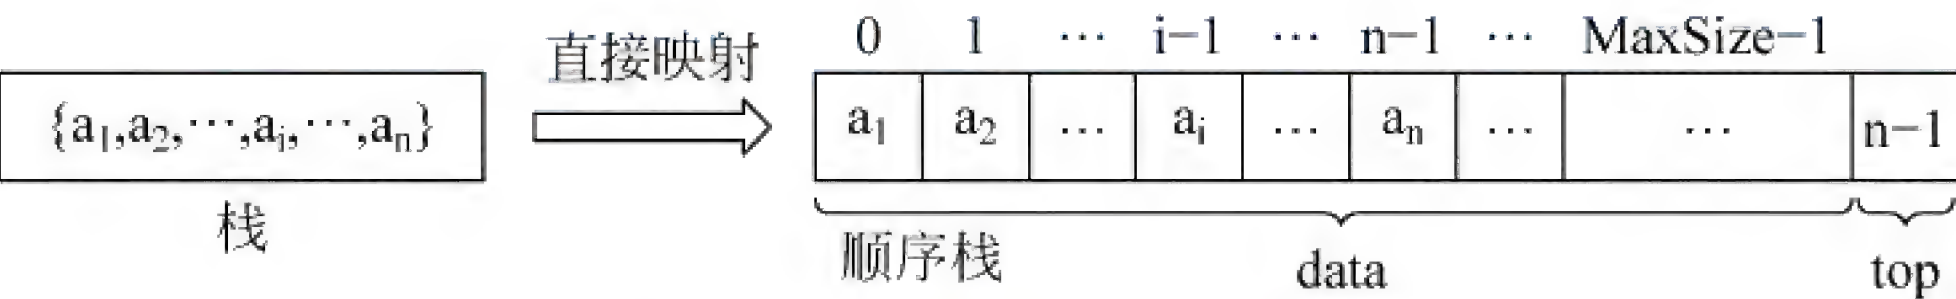 直接映射
0 1 … i−1 … n−1 … MaxSize−1
{a₁,a₂,…,aᵢ,…,aₙ}
a₁ a₂ … aᵢ … aₙ … … n−1
栈
顺序栈
data
top